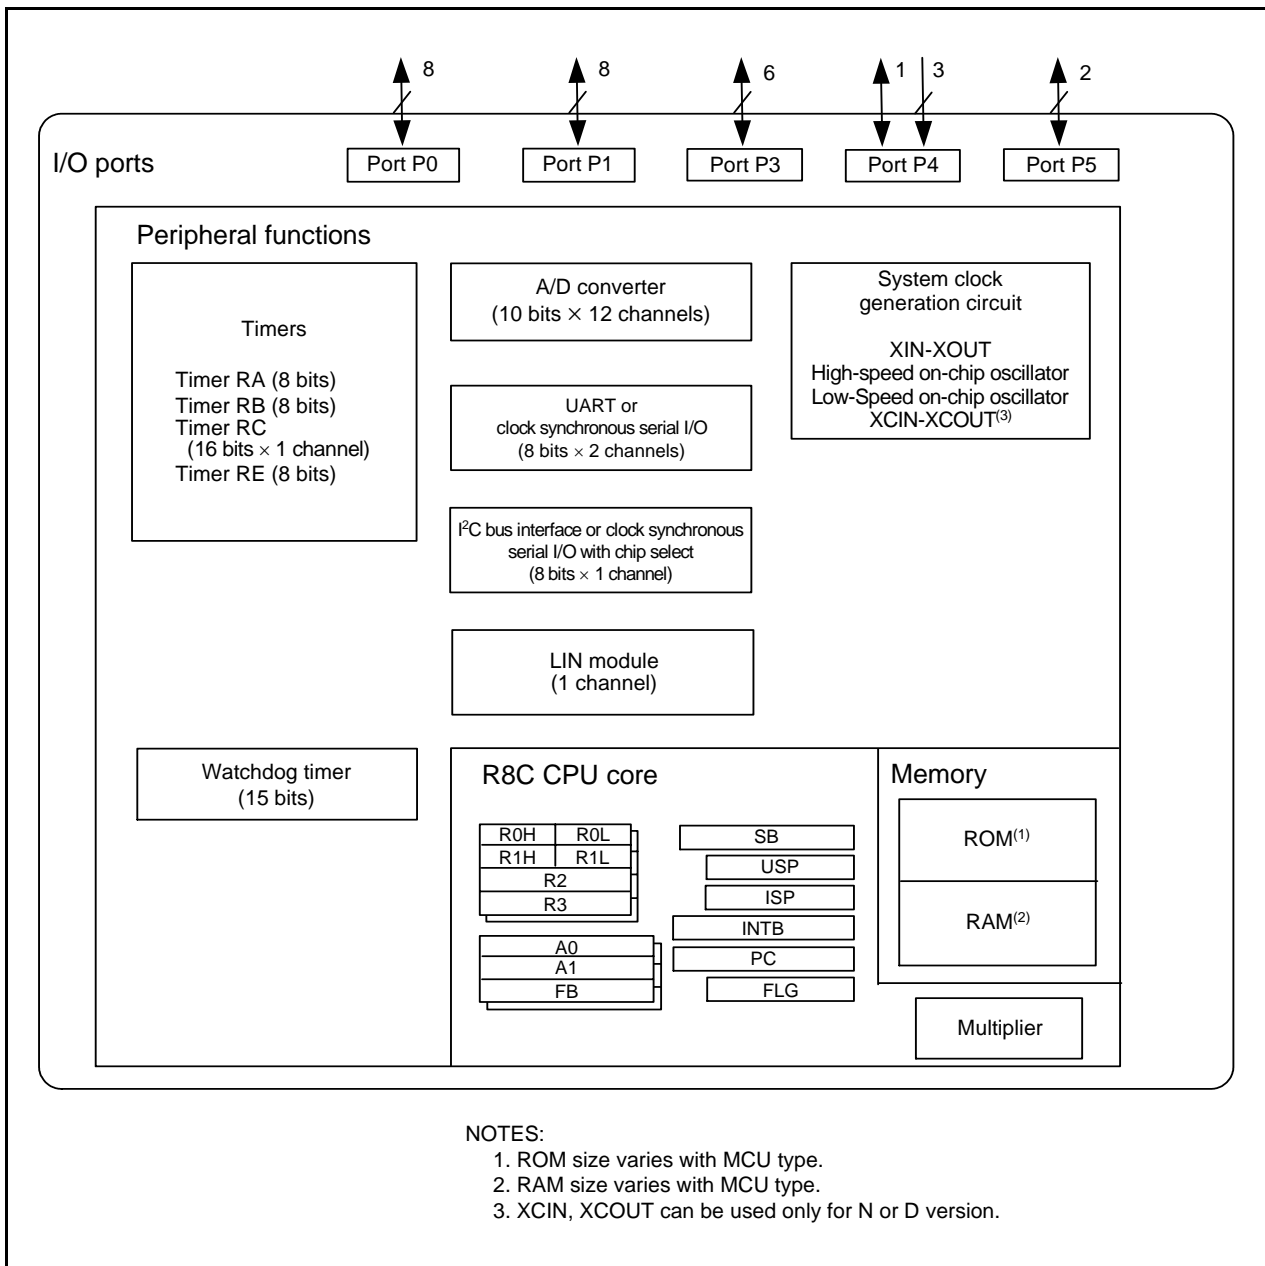 8 8 6 1 3 2
I/O ports
Port P0 Port P1 Port P3 Port P4 Port P5
Peripheral functions
Timers
Timer RA (8 bits)
Timer RB (8 bits)
Timer RC
(16 bits × 1 channel)
Timer RE (8 bits)
A/D converter
(10 bits × 12 channels)
UART or
clock synchronous serial I/O
(8 bits × 2 channels)
I²C bus interface or clock synchronous
serial I/O with chip select
(8 bits × 1 channel)
LIN module
(1 channel)
System clock
generation circuit
XIN-XOUT
High-speed on-chip oscillator
Low-Speed on-chip oscillator
XCIN-XCOUT(3)
Watchdog timer
(15 bits)
R8C CPU core
R0H R0L
R1H R1L
R2
R3
A0
A1
FB
SB
USP
ISP
INTB
PC
FLG
Memory
ROM(1)
RAM(2)
Multiplier
NOTES:
1. ROM size varies with MCU type.
2. RAM size varies with MCU type.
3. XCIN, XCOUT can be used only for N or D version.